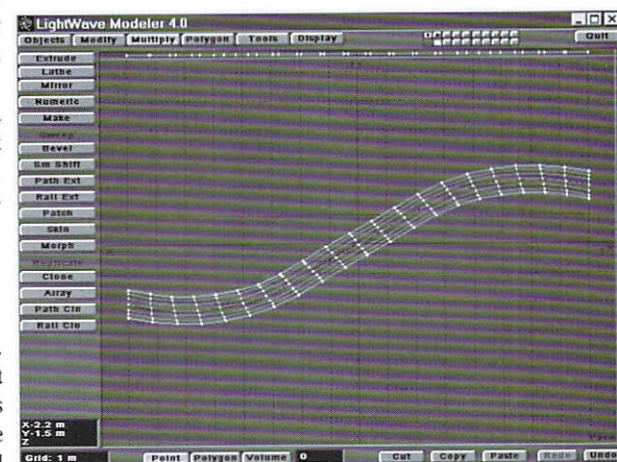 LightWave Modeler 4.0
Objects Modify Multiply Polygon Tools Display Quit
Extrude
Lathe
Mirror
Numeric
Make
Sweep
Bevel
Sm Shift
Path Ext
Rail Ext
Patch
Skin
Morph
Replicate
Clone
Array
Path Cln
Rail Cln
X-2.2 m
Y-1.5 m
Z
Grid: 1 m Point Polygon Volume 0 Cut Copy Paste Redo Undo